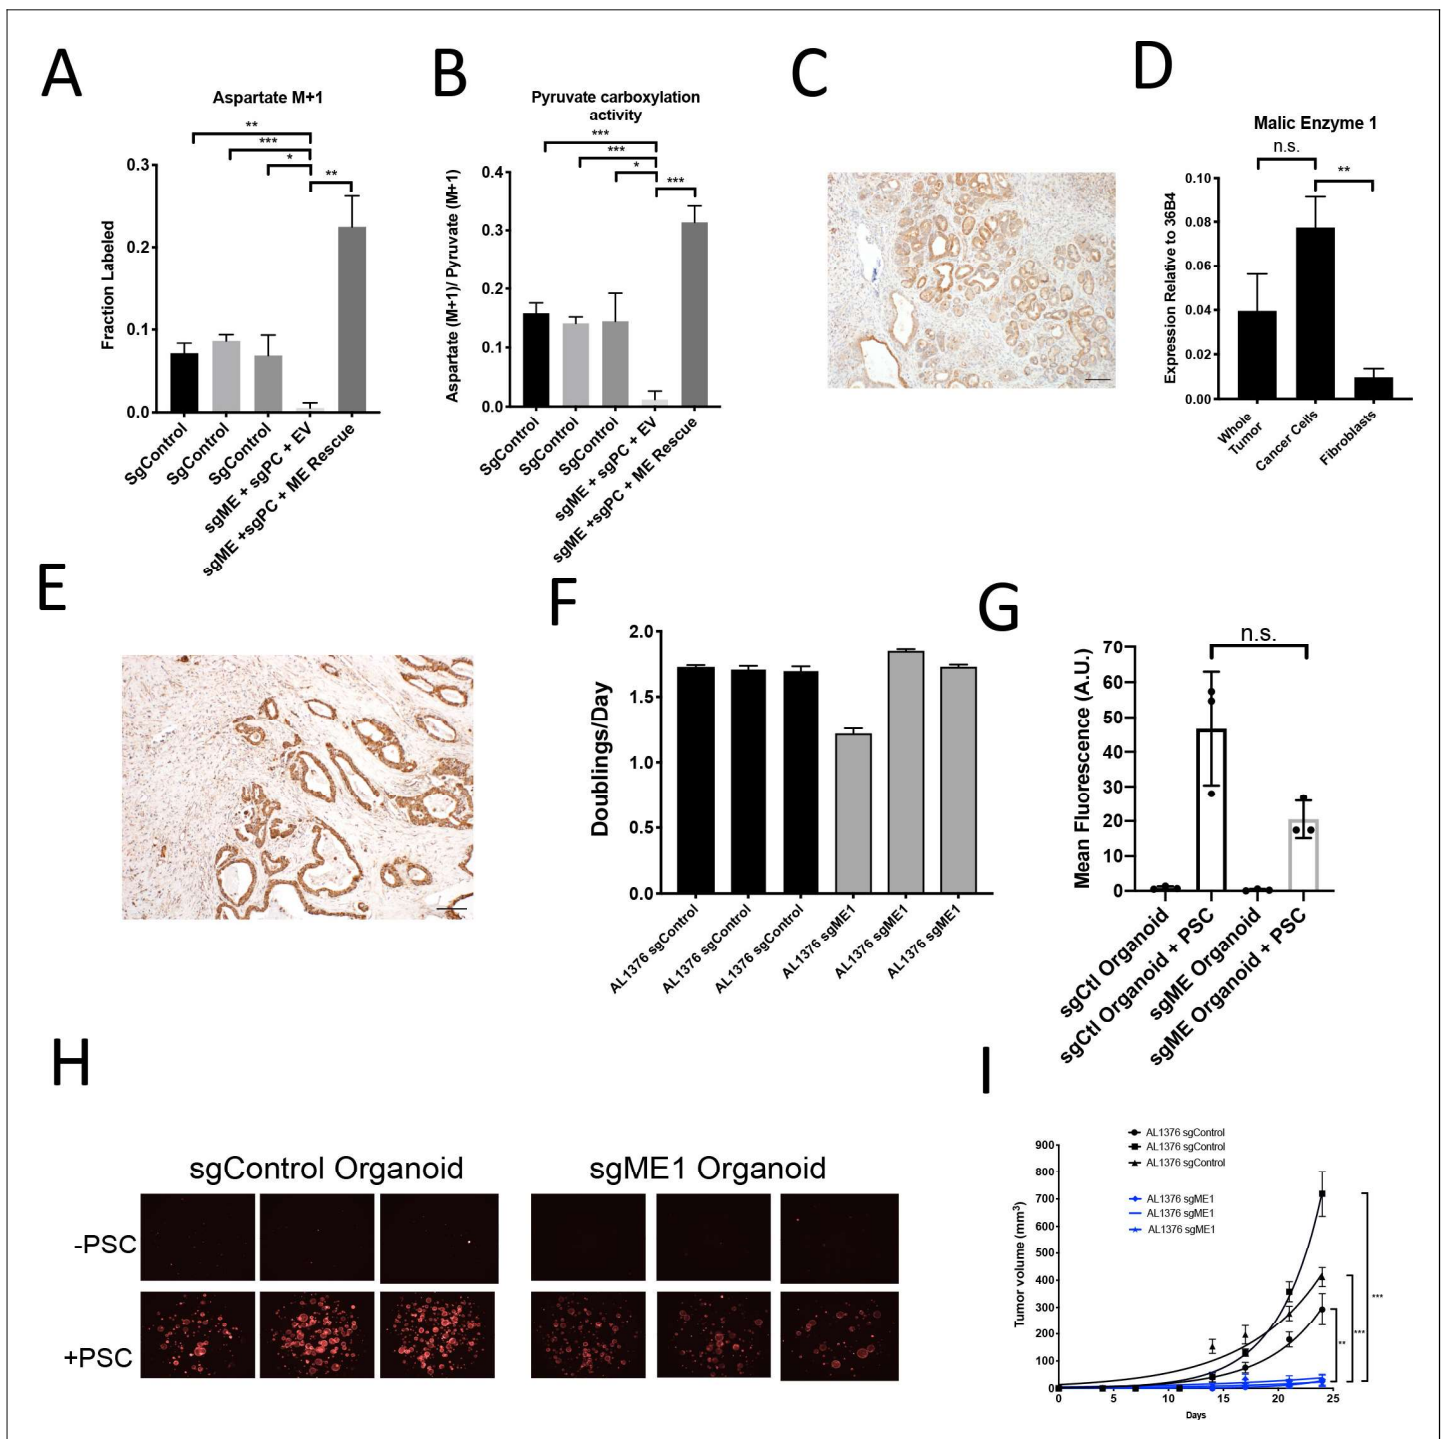 A
Aspartate M+1
**
***
*
**
Fraction Labeled
0.3
0.2
0.1
0.0
SgControl
SgControl
SgControl
sgME + sgPC + EV
sgME +sgPC + ME Rescue
B
Pyruvate carboxylation
activity
***
***
*
***
Aspartate (M+1)/ Pyruvate (M+1)
0.4
0.3
0.2
0.1
0.0
SgControl
SgControl
SgControl
sgME + sgPC + EV
sgME +sgPC + ME Rescue
C
D
Malic Enzyme 1
n.s.
**
Expression Relative to 36B4
0.10
0.08
0.06
0.04
0.02
0.00
Whole
Tumor
Cancer Cells
Fibroblasts
E
F
Doublings/Day
2.0
1.5
1.0
0.5
0.0
AL1376 sgControl
AL1376 sgControl
AL1376 sgControl
AL1376 sgME1
AL1376 sgME1
AL1376 sgME1
G
n.s.
Mean Fluorescence (A.U.)
70
60
50
40
30
20
10
0
sgCtl Organoid
sgCtl Organoid + PSC
sgME Organoid
sgME Organoid + PSC
H
sgControl Organoid
sgME1 Organoid
-PSC
+PSC
I
AL1376 sgControl
AL1376 sgControl
AL1376 sgControl
AL1376 sgME1
AL1376 sgME1
AL1376 sgME1
Tumor volume (mm³)
900
800
700
600
500
400
300
200
100
0
0
5
10
15
20
25
Days
**
***
***